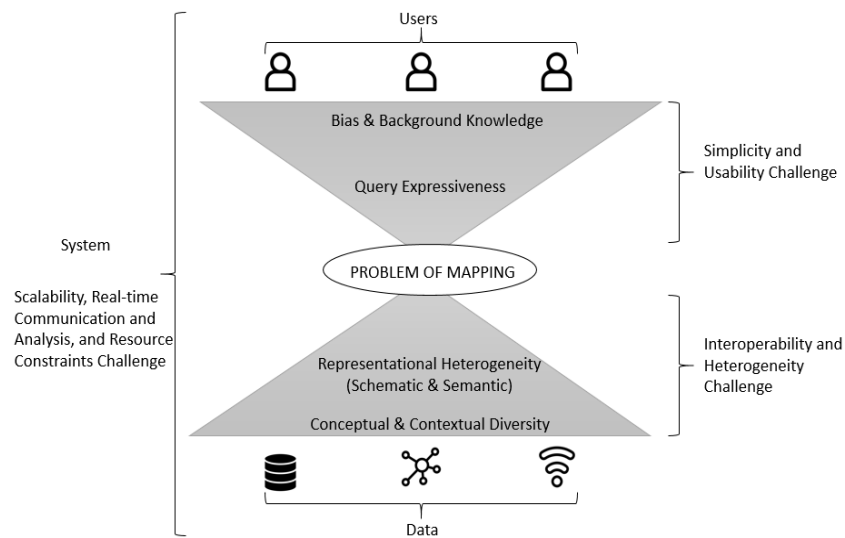 Users
Bias & Background Knowledge
Simplicity and
Usability Challenge
Query Expressiveness
System
PROBLEM OF MAPPING
Scalability, Real-time
Communication and
Analysis, and Resource
Constraints Challenge
Interoperability and
Heterogeneity
Challenge
Representational Heterogeneity
(Schematic & Semantic)
Conceptual & Contextual Diversity
Data